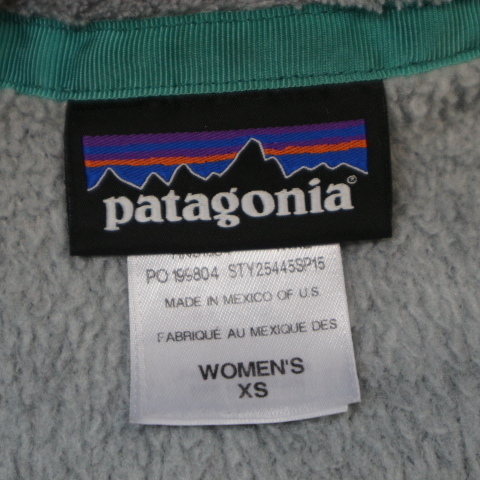 patagonia®
PO 199804 STY25445SP15
MADE IN MEXICO OF U.S
FABRIQUÉ AU MEXIQUE DES
WOMEN'S
XS